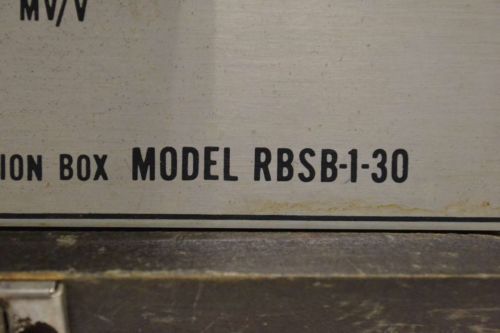 MV/V
ION BOX MODEL RBSB-1-30